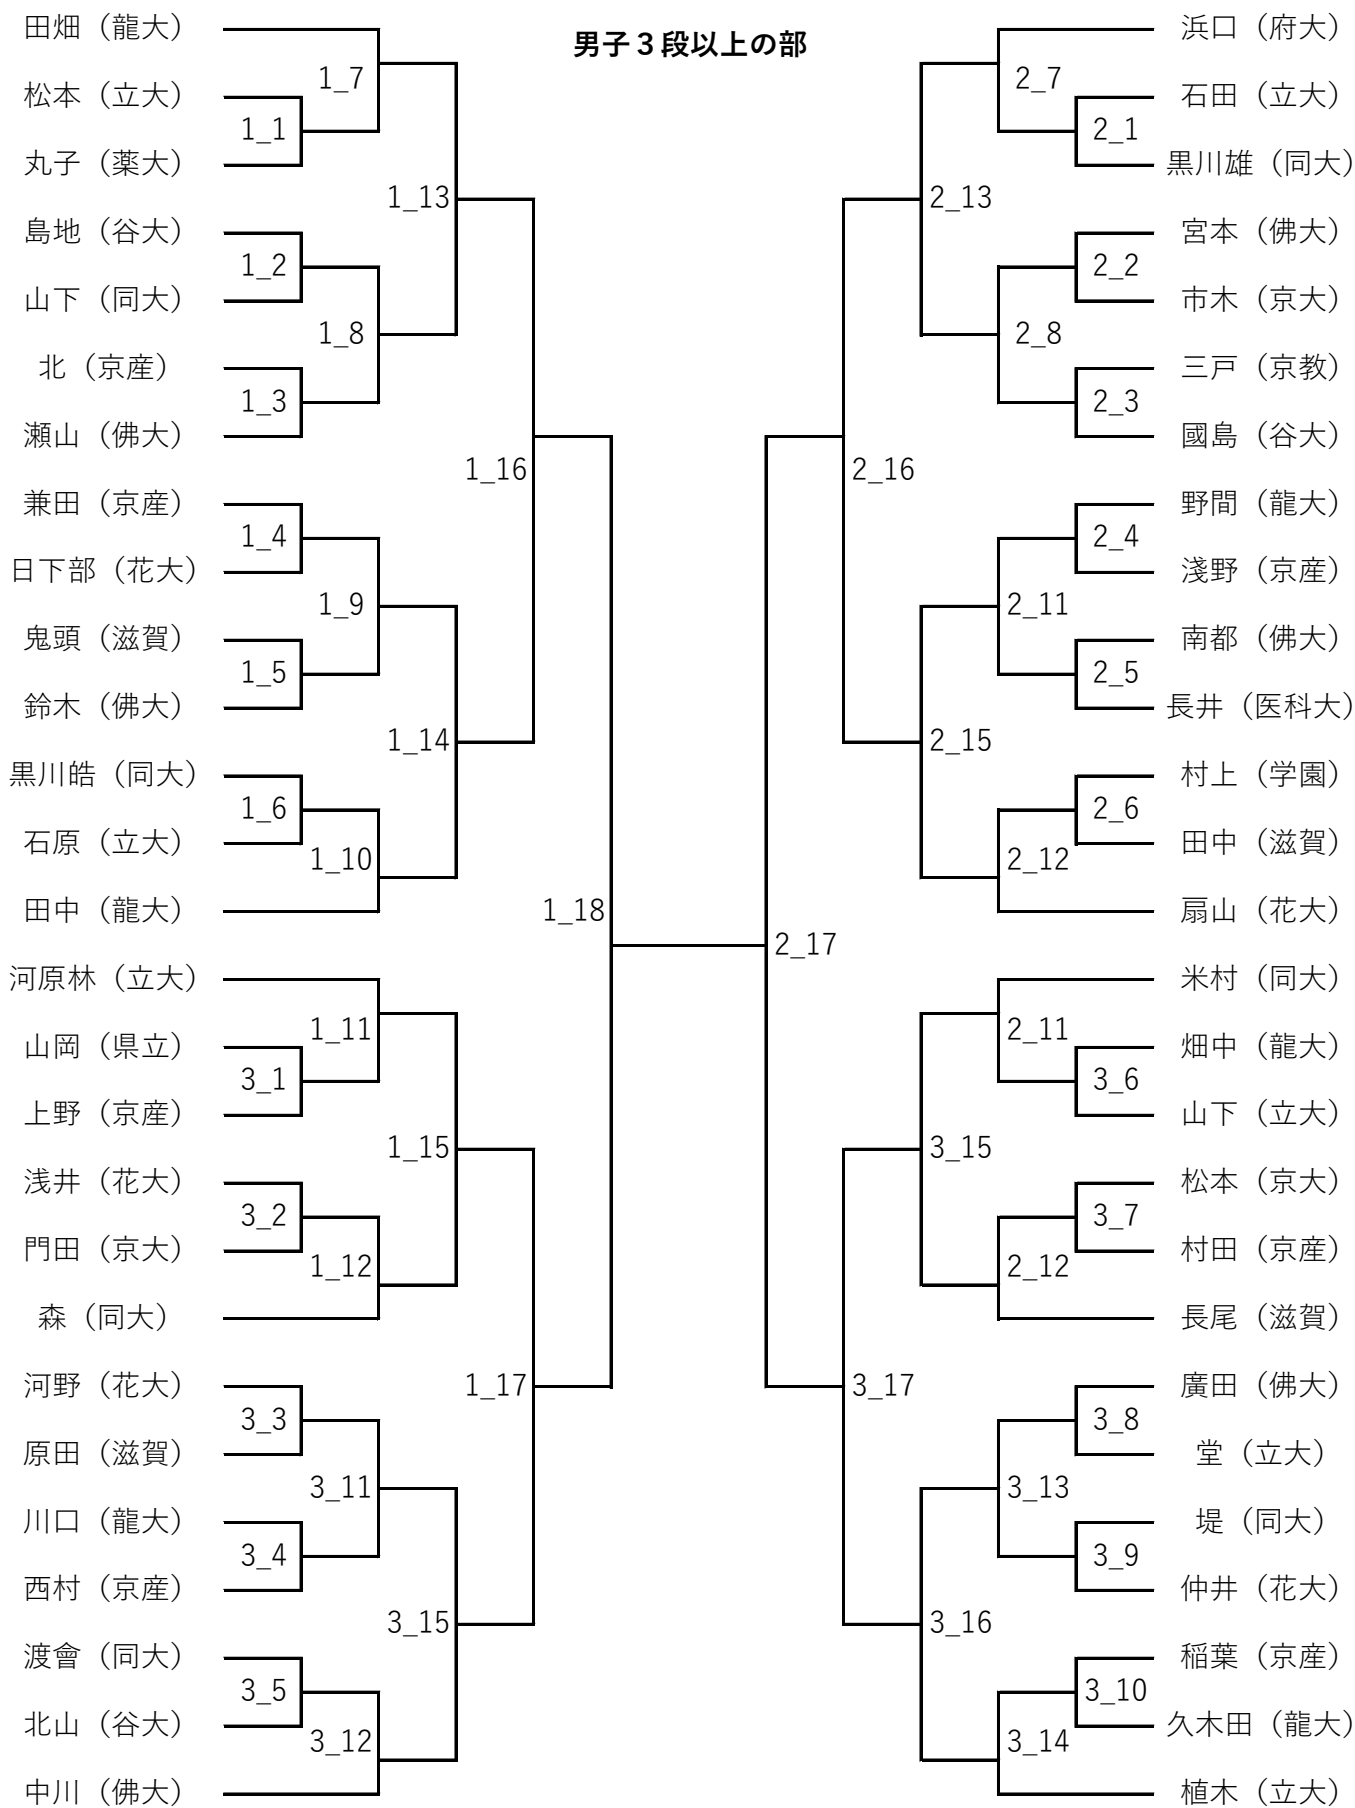 男子３段以上の部
田畑（龍大）
1_7
松本（立大）
1_1
丸子（薬大）
1_13
島地（谷大）
1_2
山下（同大）
1_8
北（京産）
1_3
瀬山（佛大）
1_16
兼田（京産）
1_4
日下部（花大）
1_9
鬼頭（滋賀）
1_5
鈴木（佛大）
1_14
黒川皓（同大）
1_6
石原（立大）
1_10
田中（龍大）
1_18
河原林（立大）
1_11
山岡（県立）
3_1
上野（京産）
1_15
浅井（花大）
3_2
門田（京大）
1_12
森（同大）
1_17
河野（花大）
3_3
原田（滋賀）
3_11
川口（龍大）
3_4
西村（京産）
3_15
渡會（同大）
3_5
北山（谷大）
3_12
中川（佛大）
浜口（府大）
2_7
石田（立大）
2_1
黒川雄（同大）
2_13
宮本（佛大）
2_2
市木（京大）
2_8
三戸（京教）
2_3
國島（谷大）
2_16
野間（龍大）
2_4
淺野（京産）
2_11
南都（佛大）
2_5
長井（医科大）
2_15
村上（学園）
2_6
田中（滋賀）
2_12
扇山（花大）
2_17
米村（同大）
2_11
畑中（龍大）
3_6
山下（立大）
3_15
松本（京大）
3_7
村田（京産）
2_12
長尾（滋賀）
3_17
廣田（佛大）
3_8
堂（立大）
3_13
堤（同大）
3_9
仲井（花大）
3_16
稲葉（京産）
3_10
久木田（龍大）
3_14
植木（立大）